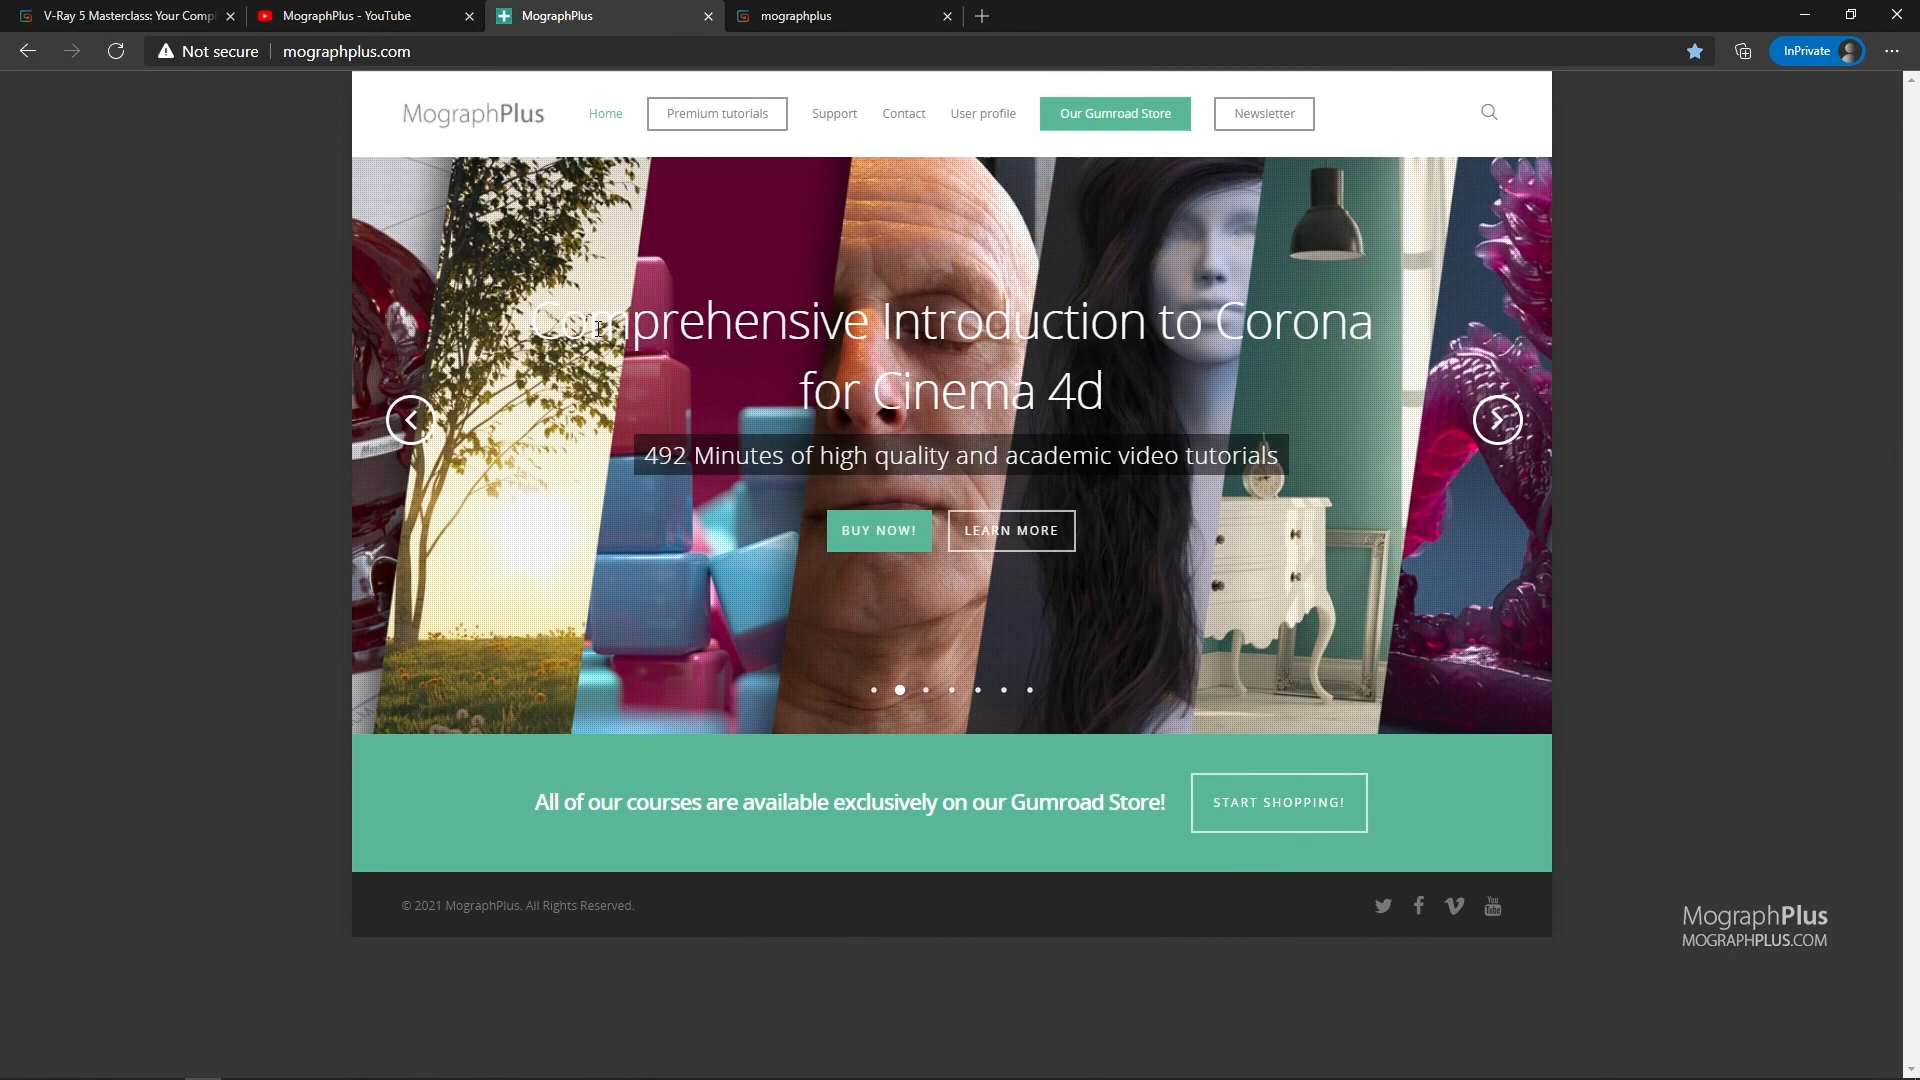 V-Ray 5 Masterclass: Your Compl
MographPlus - YouTube
MographPlus
mographplus
Not secure
mographplus.com
InPrivate
MographPlus
Home
Premium tutorials
Support
Contact
User profile
Our Gumroad Store
Newsletter
Comprehensive Introduction to Corona
for Cinema 4d
492 Minutes of high quality and academic video tutorials
BUY NOW!
LEARN MORE
All of our courses are available exclusively on our Gumroad Store!
START SHOPPING!
© 2021 MographPlus. All Rights Reserved.
You
Tube
MographPlus
MOGRAPHPLUS.COM